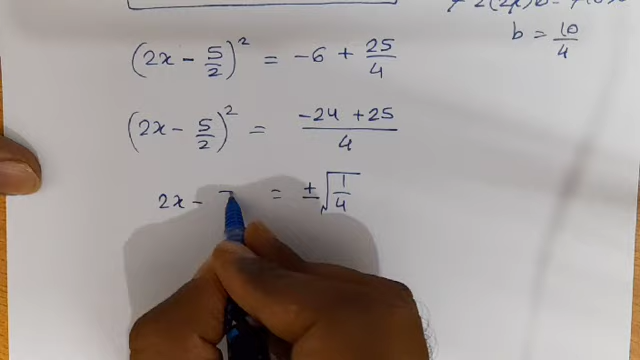 (2x - 5/2)² = -6 + 25/4
b = 10/4
(2x - 5/2)² = (-24 + 25)/4
2x - = ±√(1/4)